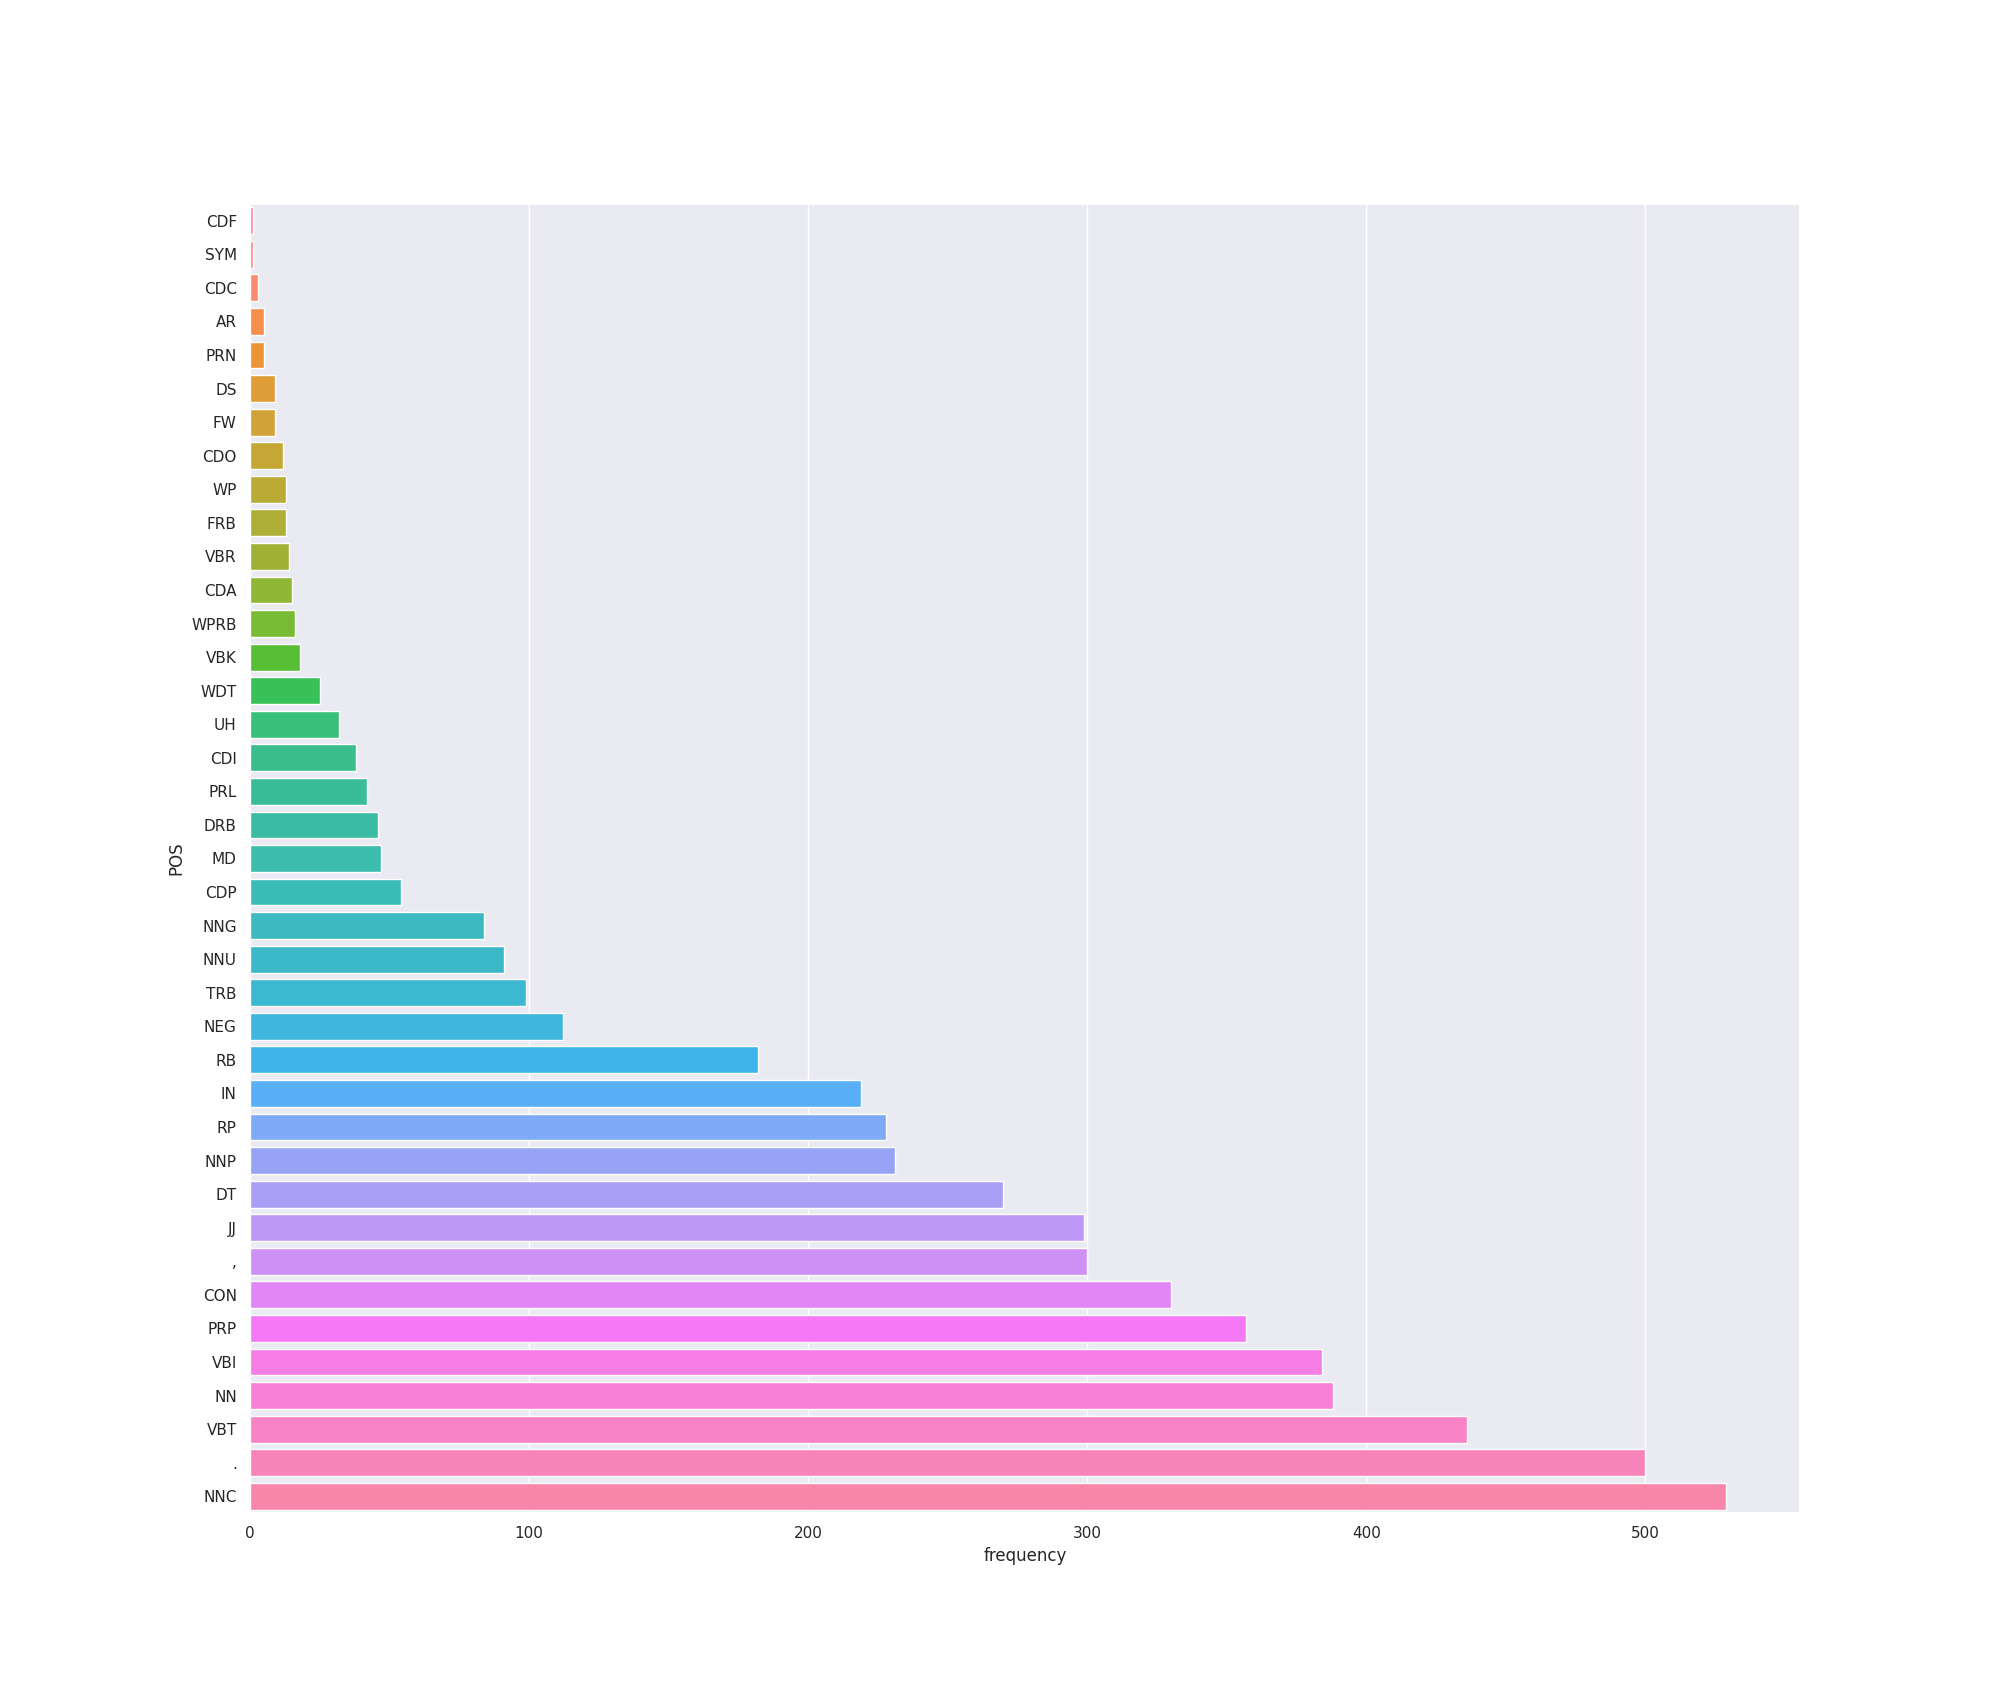 CDF
SYM
CDC
AR
PRN
DS
FW
CDO
WP
FRB
VBR
CDA
WPRB
VBK
WDT
UH
CDI
PRL
DRB
MD
CDP
NNG
NNU
TRB
NEG
RB
IN
RP
NNP
DT
JJ
,
CON
PRP
VBI
NN
VBT
.
NNC
POS
0 100 200 300 400 500
frequency